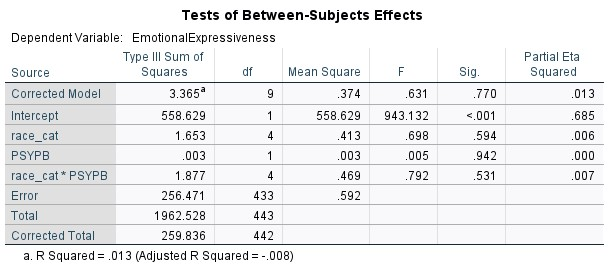 Tests of Between-Subjects Effects
Dependent Variable: EmotionalExpressiveness
Source Type III Sum of Squares df Mean Square F Sig. Partial Eta Squared
Corrected Model 3.365a 9 .374 .631 .770 .013
Intercept 558.629 1 558.629 943.132 <.001 .685
race_cat 1.653 4 .413 .698 .594 .006
PSYPB .003 1 .003 .005 .942 .000
race_cat * PSYPB 1.877 4 .469 .792 .531 .007
Error 256.471 433 .592
Total 1962.528 443
Corrected Total 259.836 442
a. R Squared = .013 (Adjusted R Squared = -.008)